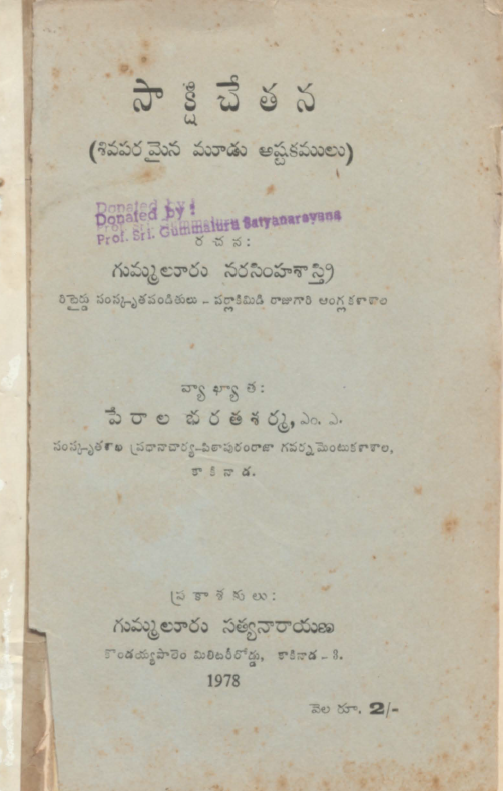 సాక్షి చేతన
(శివపరమైన మూడు అష్టకములు)
Donated by :
Prof. Sri. Gummaluru Satyanarayana
రచన:
గుమ్మలూరు నరసింహశాస్త్రి
రిటైర్డు సంస్కృతపండితులు - పర్లాకిమిడి రాజుగారి ఆంగ్లకళాశాల
వ్యాఖ్యాత:
పేరాల భరతశర్మ, ఎం. ఎ.
సంస్కృతశాఖ ప్రధానాచార్య-పిఠాపురంరాజా గవర్నమెంటుకళాశాల,
కాకినాడ.
ప్రకాశకులు:
గుమ్మలూరు సత్యనారాయణ
కొండయ్యపాలెం మిలిటరీరోడ్డు, కాకినాడ - 3.
1978
వెల రూ. 2/-